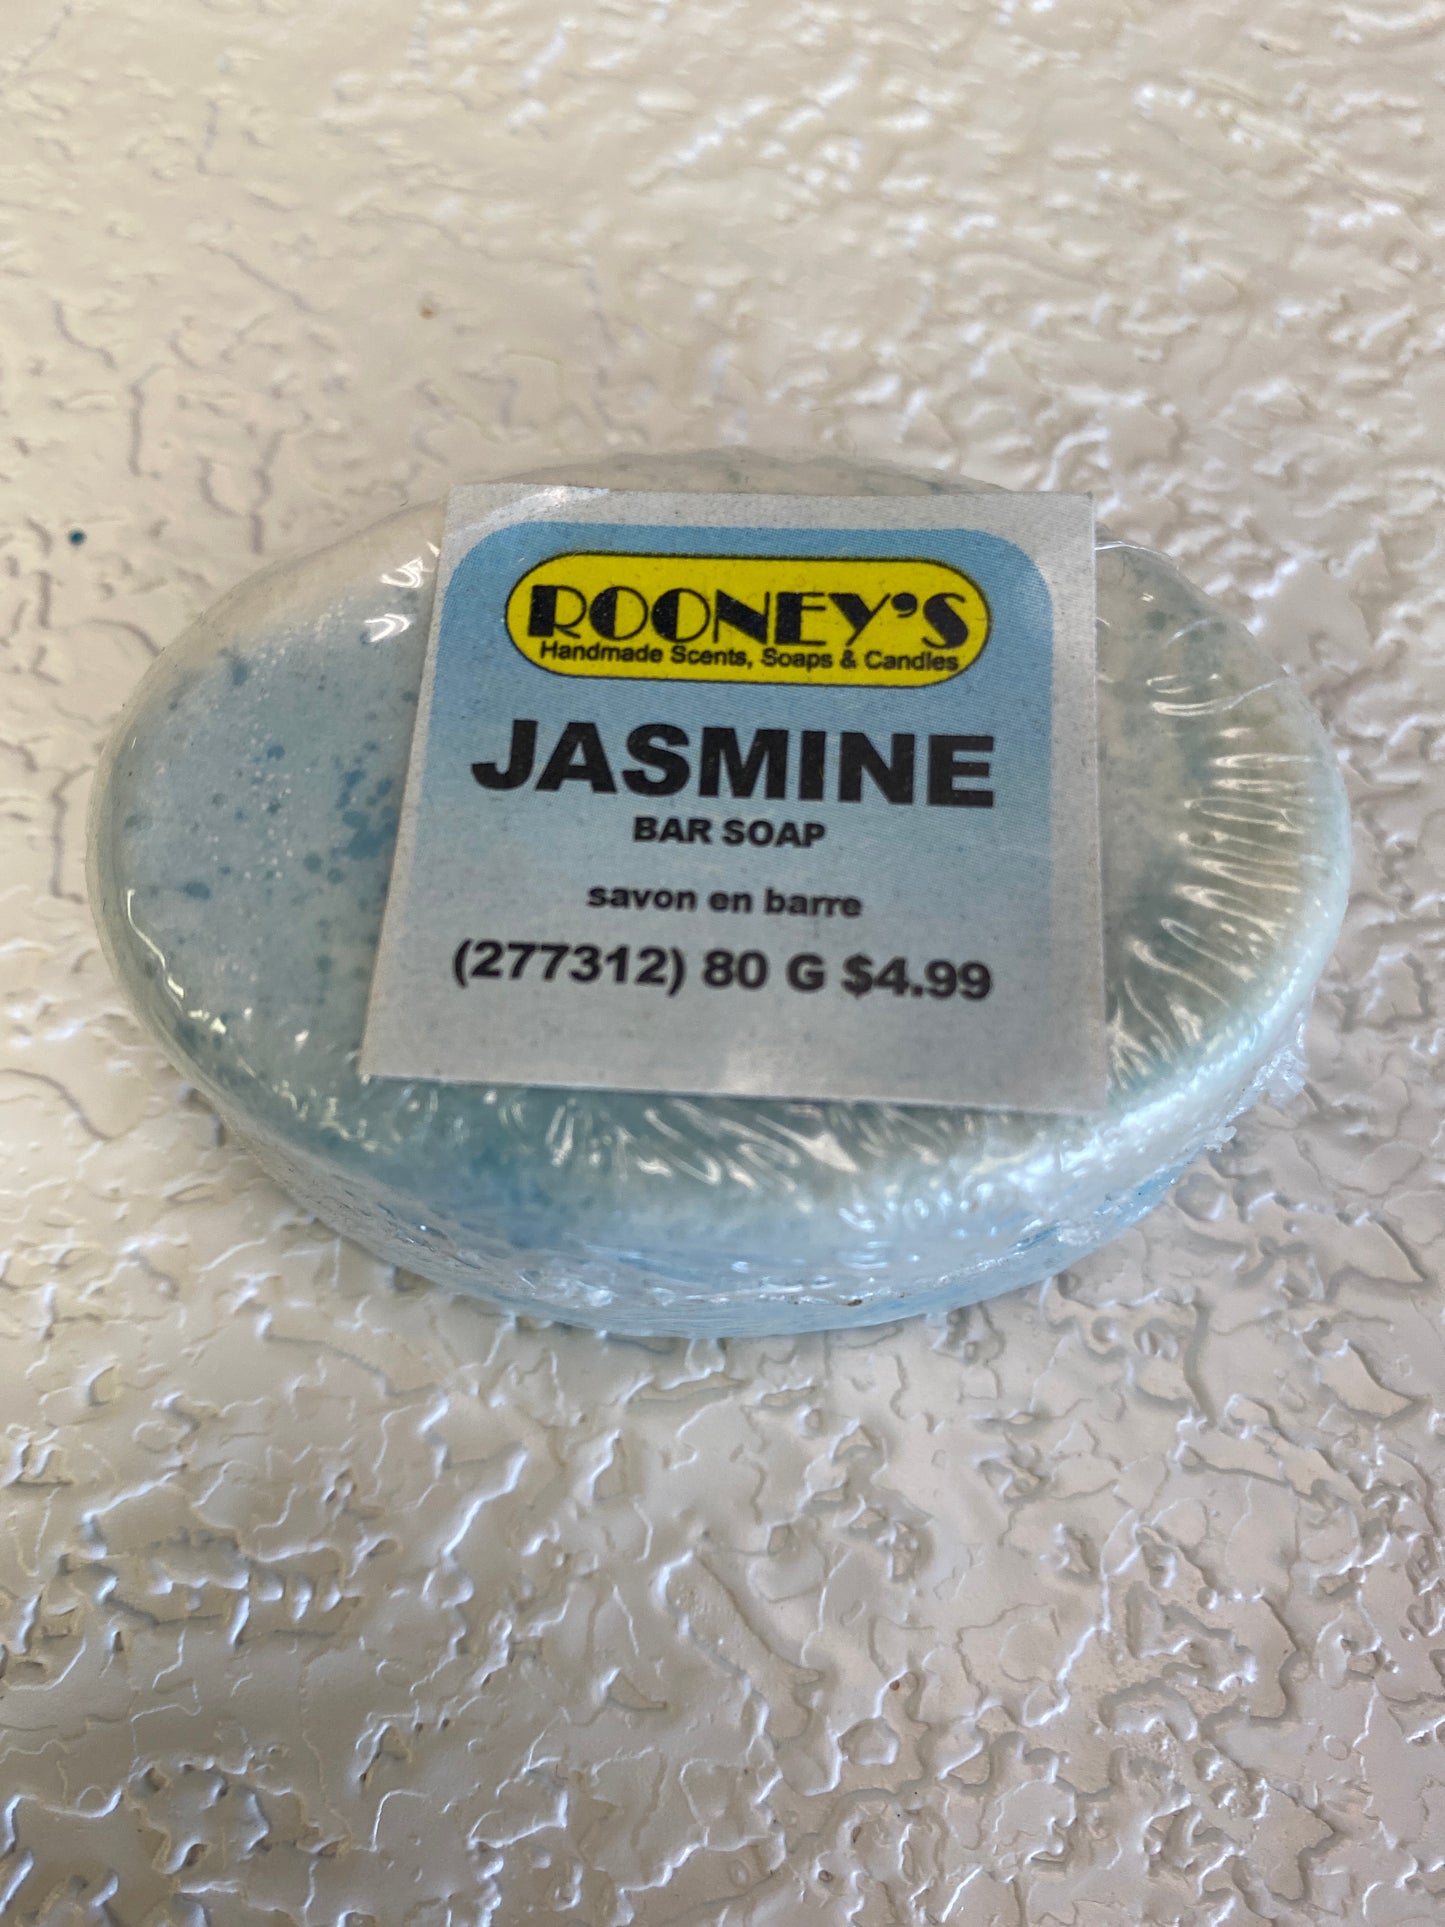 ROONEY'S
Handmade Scents, Soaps & Candles
JASMINE
BAR SOAP
savon en barre
(277312) 80 G $4.99